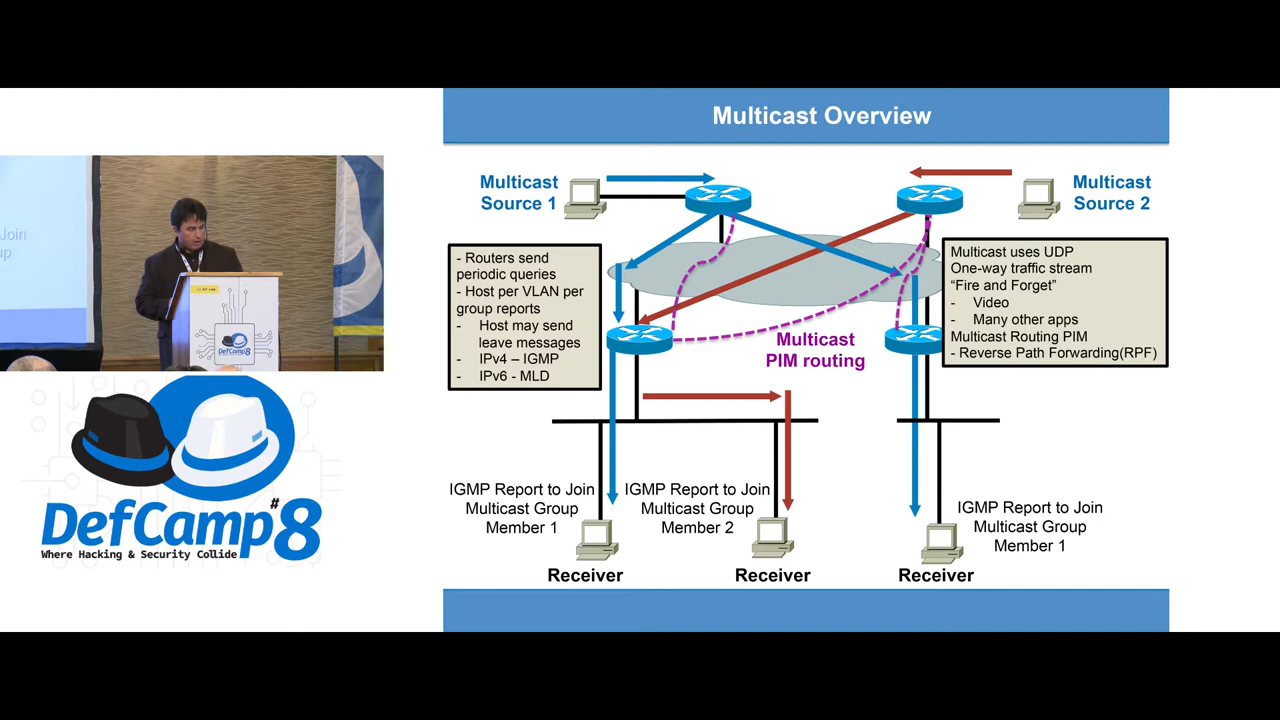 Multicast Overview
Multicast
Source 1
Multicast
Source 2
- Routers send
periodic queries
- Host per VLAN per
group reports
- Host may send
leave messages
- IPv4 – IGMP
- IPv6 - MLD
Multicast uses UDP
One-way traffic stream
“Fire and Forget”
- Video
- Many other apps
Multicast Routing PIM
- Reverse Path Forwarding(RPF)
Multicast
PIM routing
IGMP Report to Join
Multicast Group
Member 1
IGMP Report to Join
Multicast Group
Member 2
IGMP Report to Join
Multicast Group
Member 1
Receiver
Receiver
Receiver
Join
up
DefCamp8
DefCamp#8
Where Hacking & Security Collide